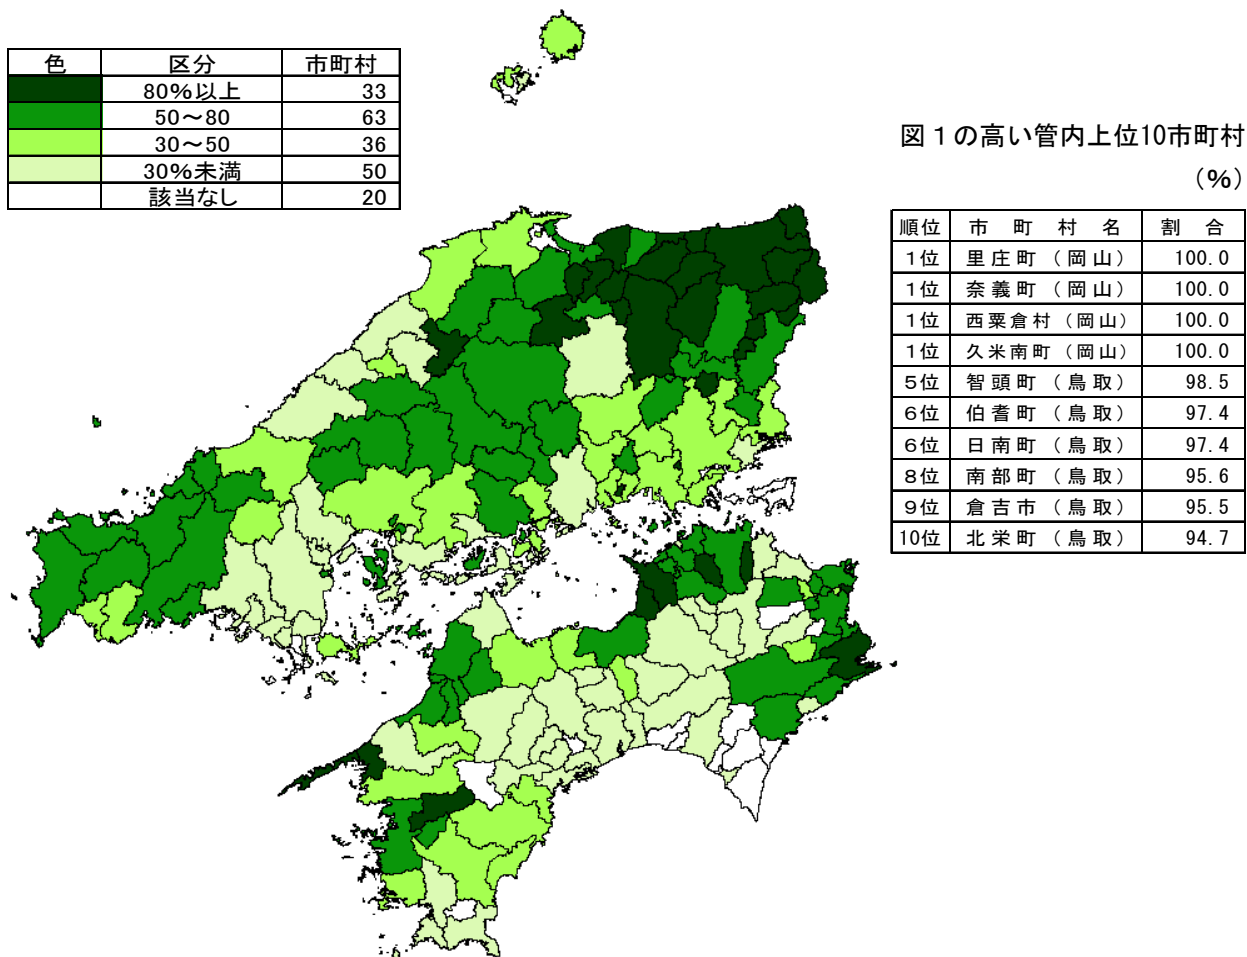 色 区分 市町村
80％以上 33
50～80 63
30～50 36
30％未満 50
該当なし 20
図１の高い管内上位10市町村
（％）
順位 市町村名 割合
1位 里庄町（岡山） 100.0
1位 奈義町（岡山） 100.0
1位 西粟倉村（岡山） 100.0
1位 久米南町（岡山） 100.0
5位 智頭町（鳥取） 98.5
6位 伯耆町（鳥取） 97.4
6位 日南町（鳥取） 97.4
8位 南部町（鳥取） 95.6
9位 倉吉市（鳥取） 95.5
10位 北栄町（鳥取） 94.7